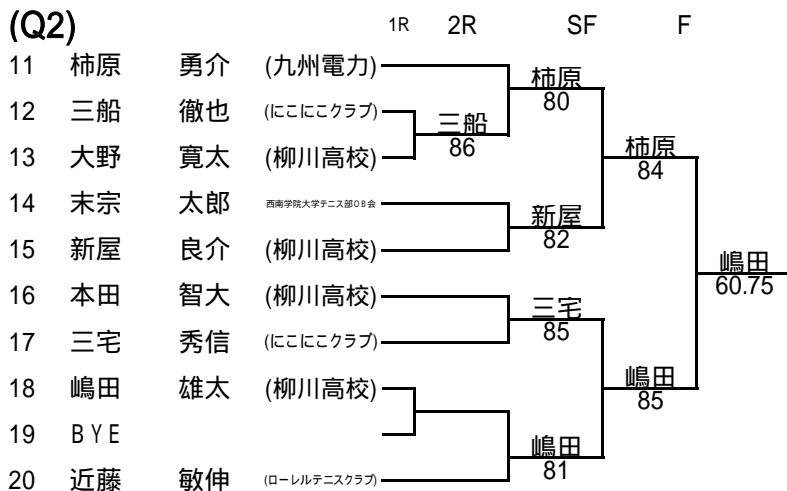 (Q2) 1R 2R SF F
11 柿原 勇介 (九州電力)
柿原
80
12 三船 徹也 (にこにこクラブ)
三船
86
13 大野 寛太 (柳川高校)
柿原
84
14 末宗 太郎 西南学院大学テニス部OB会
新屋
82
15 新屋 良介 (柳川高校)
嶋田
60.75
16 本田 智大 (柳川高校)
三宅
85
17 三宅 秀信 (にこにこクラブ)
18 嶋田 雄太 (柳川高校)
嶋田
85
19 BYE
嶋田
81
20 近藤 敏伸 (ローレルテニスクラブ)